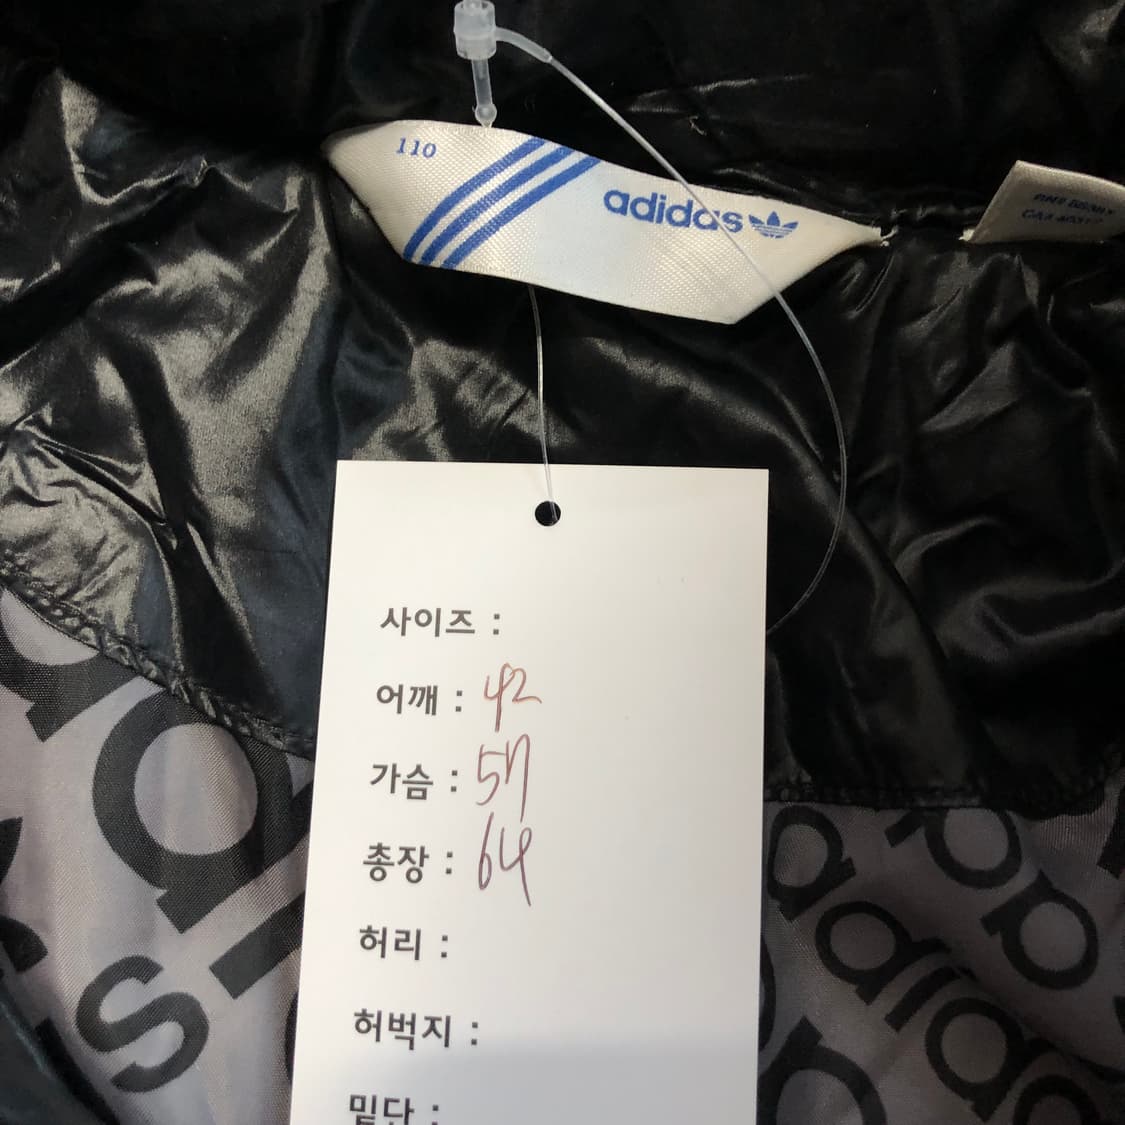 110
adidas
사이즈 :
어깨 : 42
가슴 : 57
총장 : 64
허리 :
허벅지 :
밑단 :